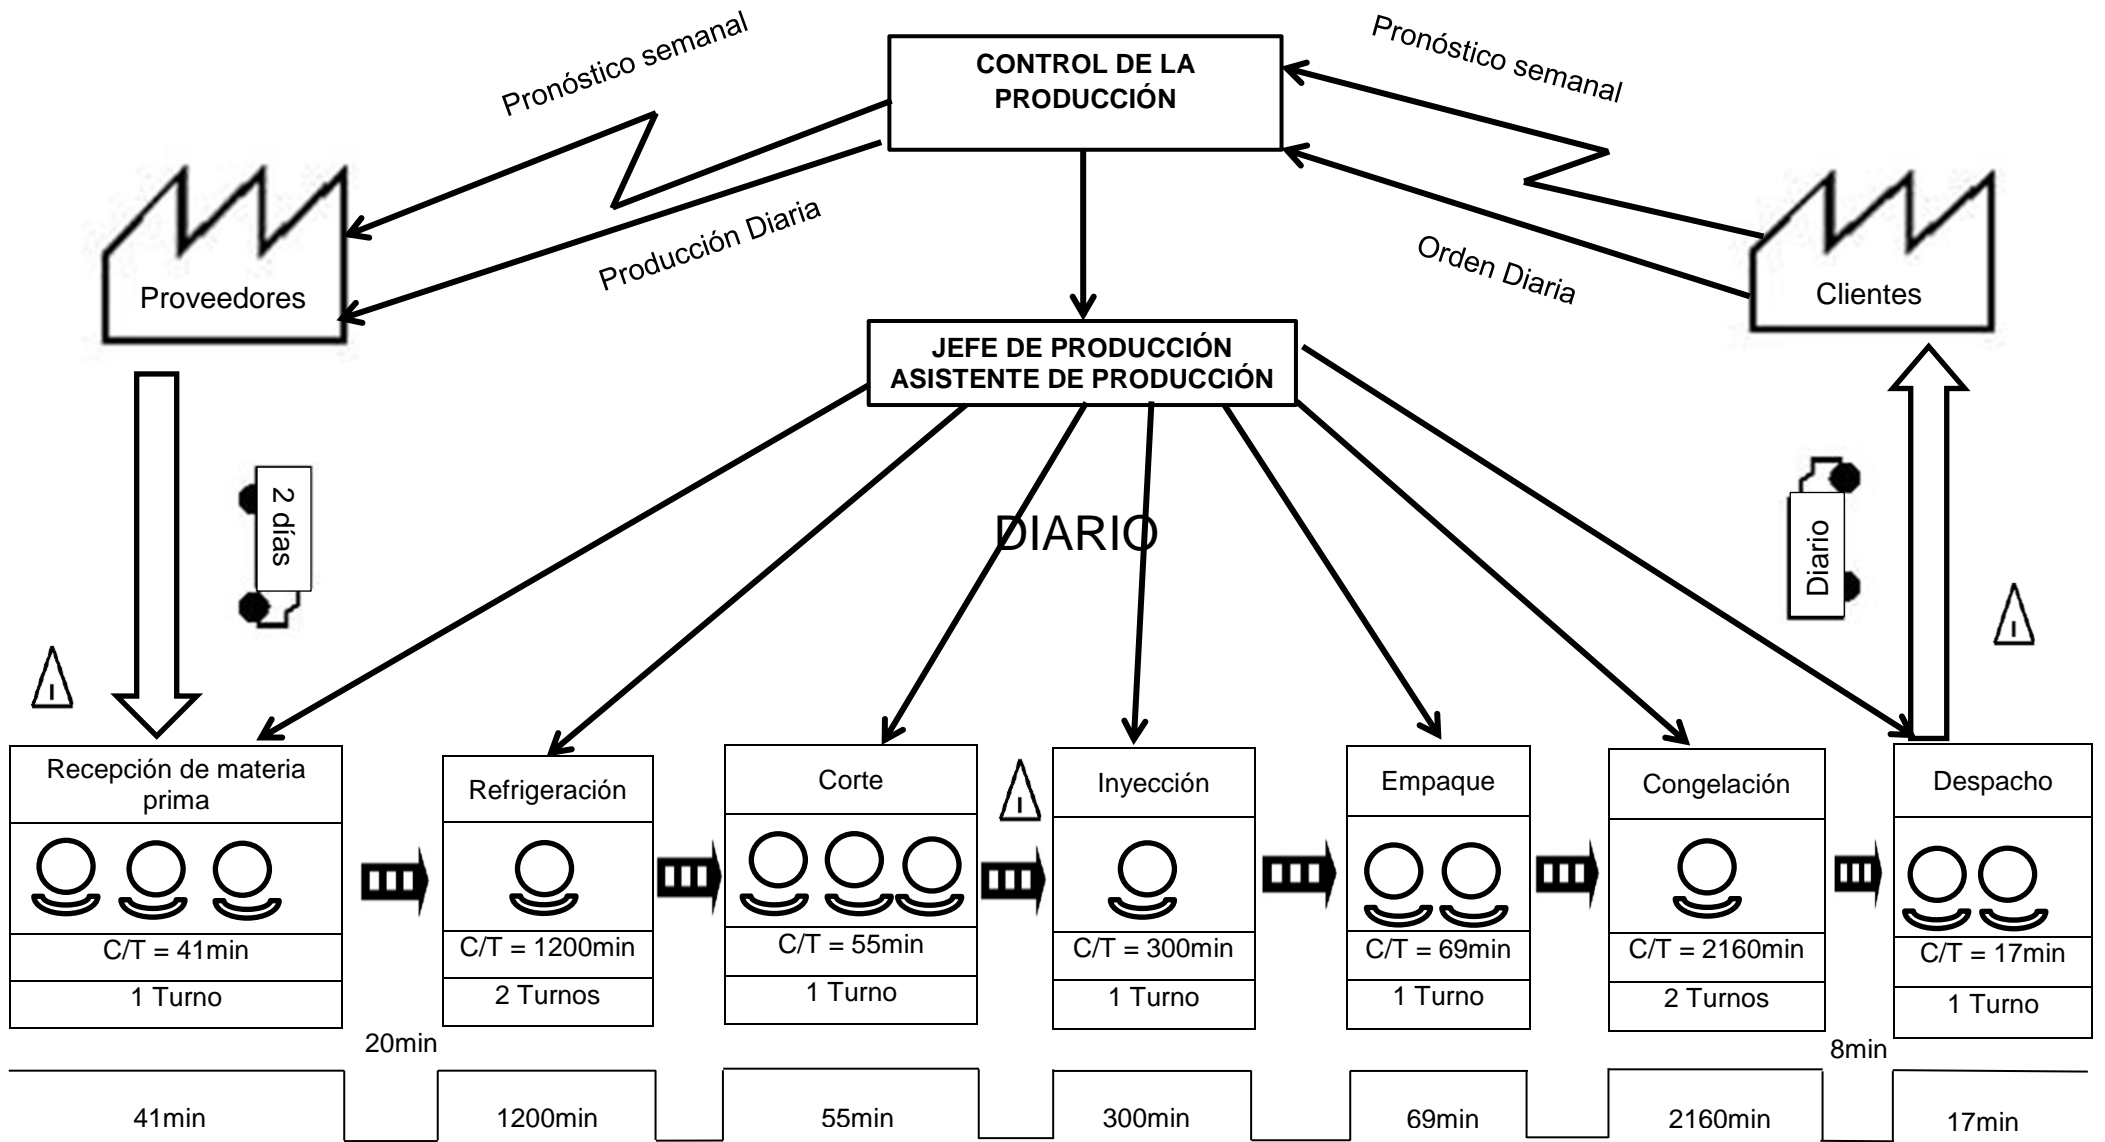 Pronóstico semanal
CONTROL DE LA
PRODUCCIÓN
Pronóstico semanal
Producción Diaria
Orden Diaria
Proveedores
Clientes
JEFE DE PRODUCCIÓN
ASISTENTE DE PRODUCCIÓN
2 días
DIARIO
Diario
I
I
Recepción de materia
prima
C/T = 41min
1 Turno
Refrigeración
C/T = 1200min
2 Turnos
Corte
C/T = 55min
1 Turno
I
Inyección
C/T = 300min
1 Turno
Empaque
C/T = 69min
1 Turno
Congelación
C/T = 2160min
2 Turnos
Despacho
C/T = 17min
1 Turno
20min
8min
41min
1200min
55min
300min
69min
2160min
17min